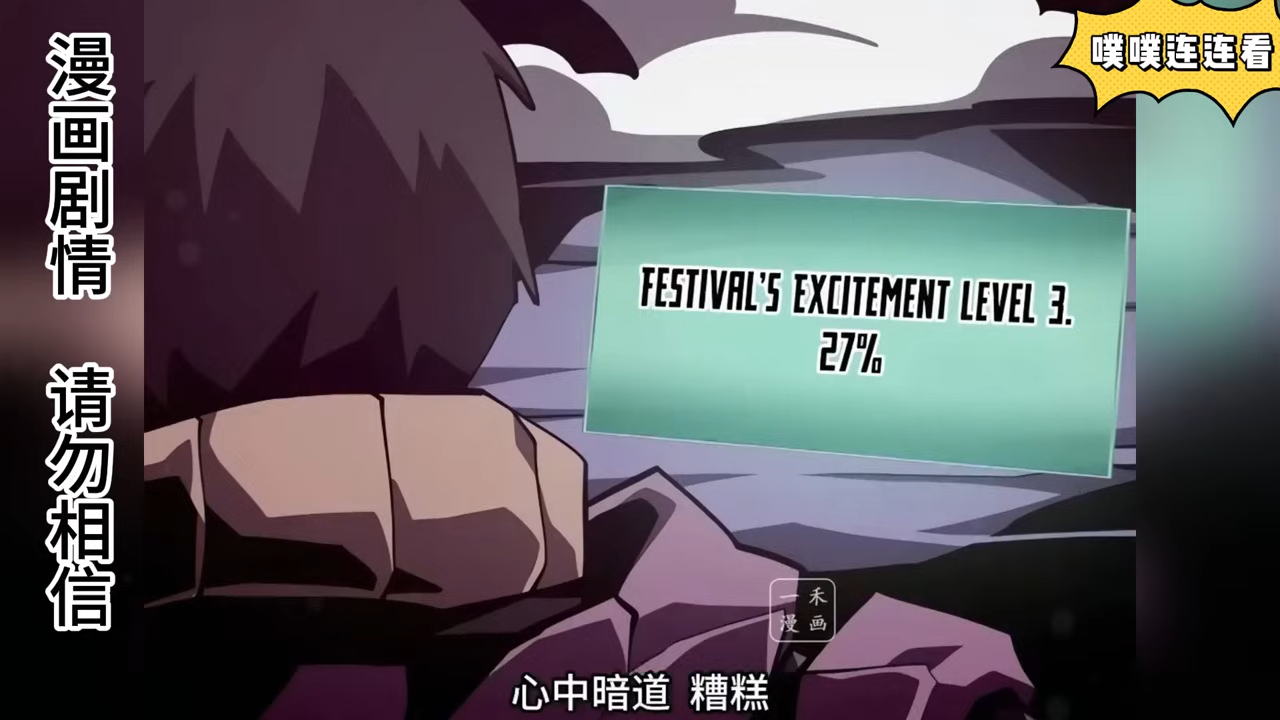 漫画剧情 请勿相信
噗噗连连看
FESTIVAL'S EXCITEMENT LEVEL 3.
27%
一禾
漫画
心中暗道 糟糕